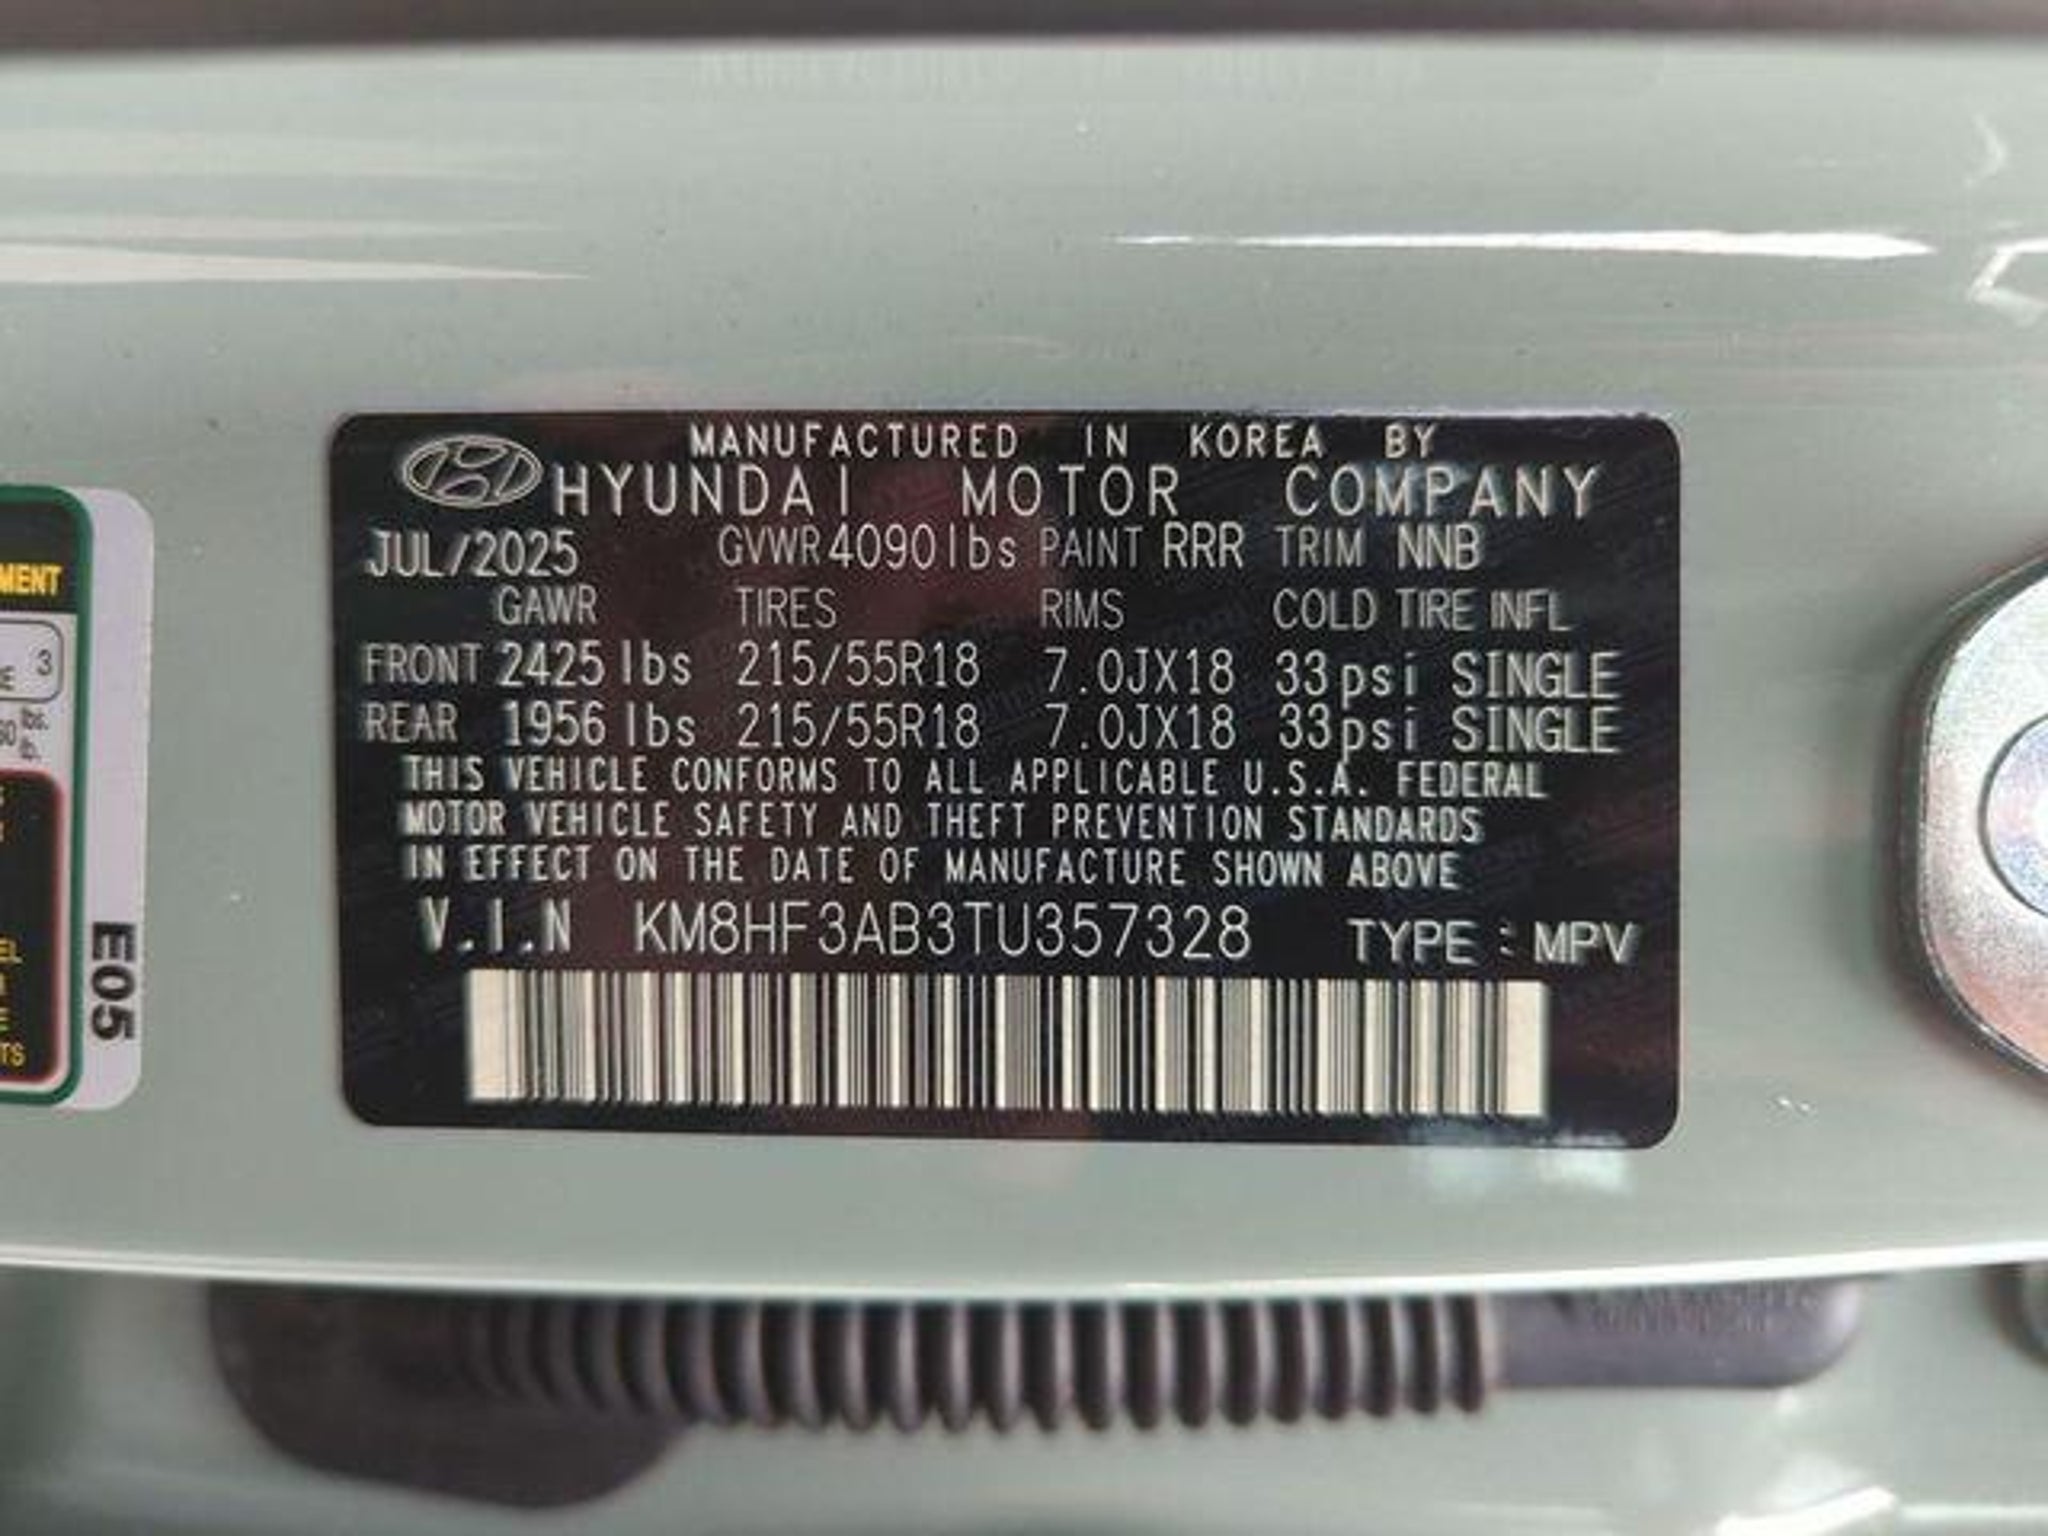 MANUFACTURED IN KOREA BY
HYUNDAI MOTOR COMPANY
JUL/2025 GVWR 4090lbs PAINT RRR TRIM NNB
GAWR TIRES RIMS COLD TIRE INFL
FRONT 2425 lbs 215/55R18 7.0JX18 33psi SINGLE
REAR 1956 lbs 215/55R18 7.0JX18 33psi SINGLE
THIS VEHICLE CONFORMS TO ALL APPLICABLE U.S.A. FEDERAL
MOTOR VEHICLE SAFETY AND THEFT PREVENTION STANDARDS
IN EFFECT ON THE DATE OF MANUFACTURE SHOWN ABOVE
V.I.N KM8HF3AB3TU357328 TYPE : MPV
3
lbs.
lb.
E05